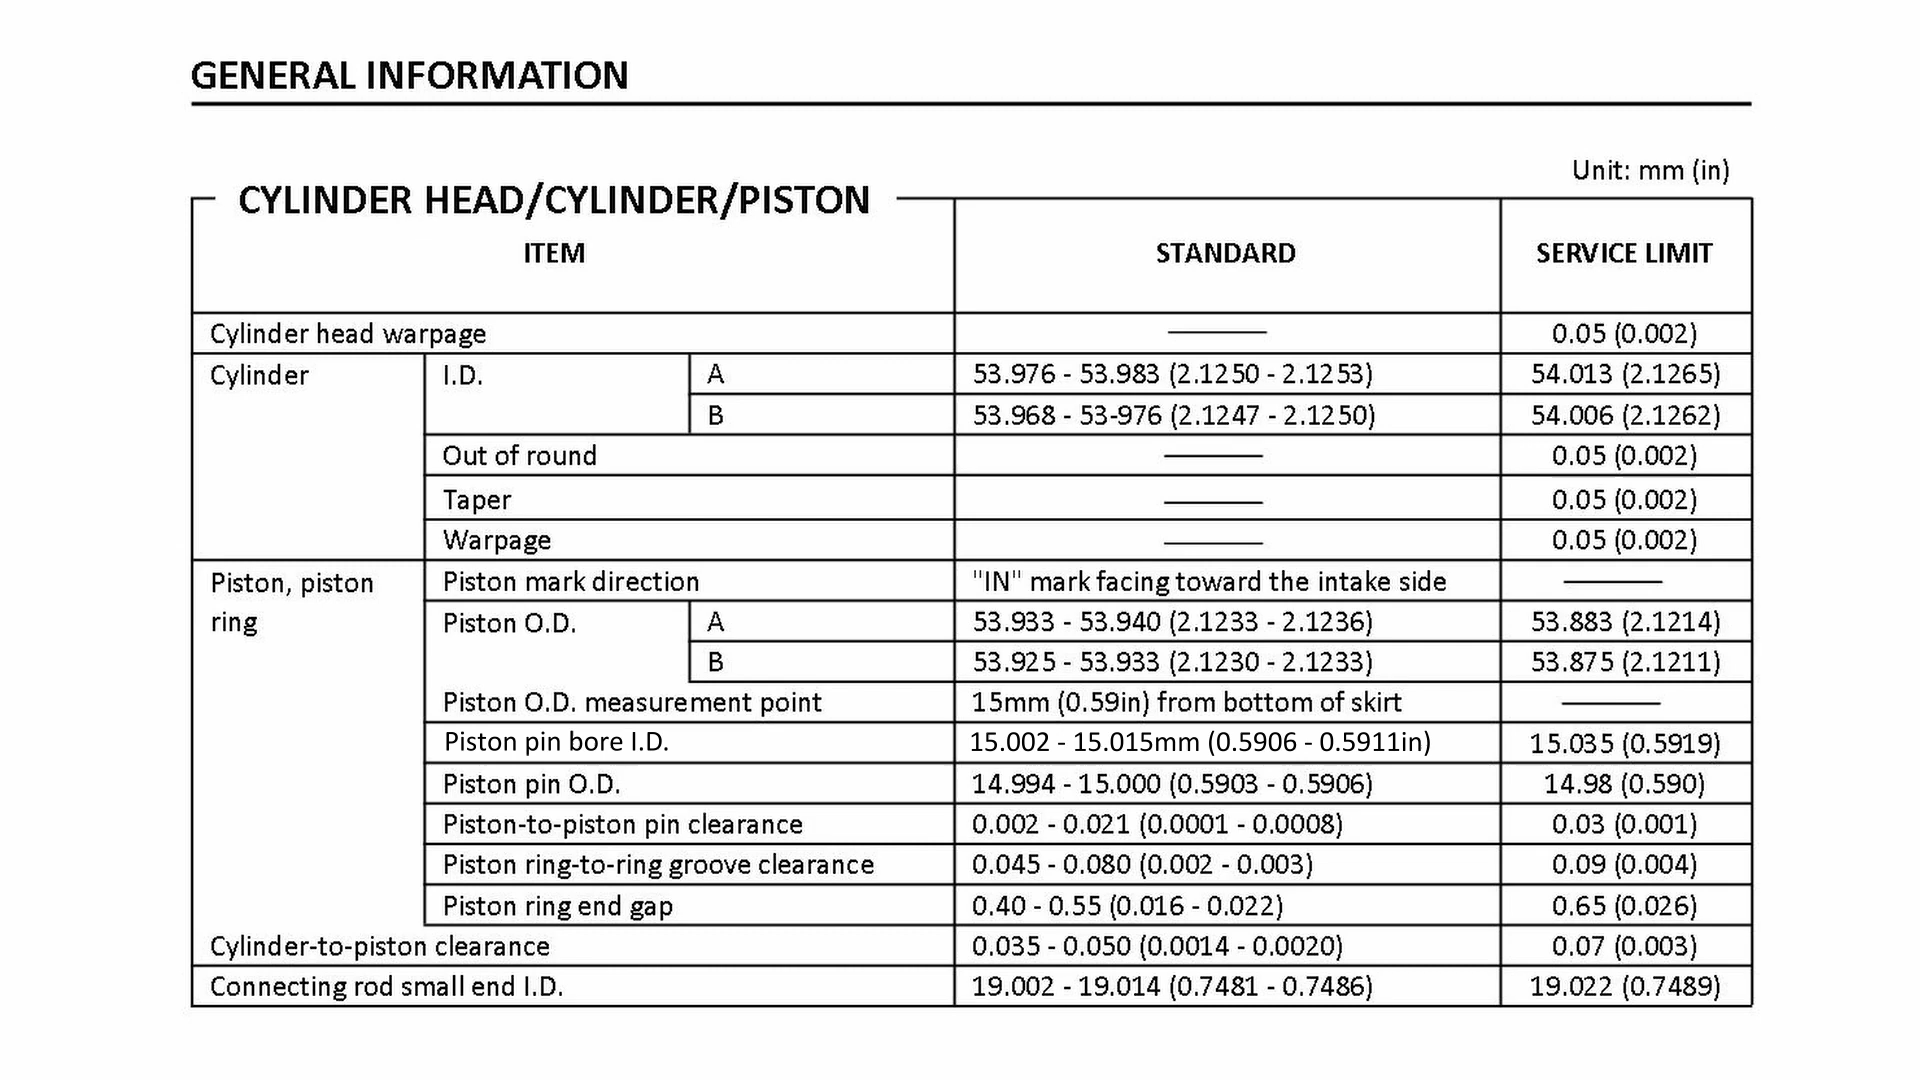 GENERAL INFORMATION
Unit: mm (in)
CYLINDER HEAD/CYLINDER/PISTON
ITEM STANDARD SERVICE LIMIT
Cylinder head warpage 0.05 (0.002)
Cylinder I.D. A 53.976 - 53.983 (2.1250 - 2.1253) 54.013 (2.1265)
B 53.968 - 53-976 (2.1247 - 2.1250) 54.006 (2.1262)
Out of round 0.05 (0.002)
Taper 0.05 (0.002)
Warpage 0.05 (0.002)
Piston, piston Piston mark direction "IN" mark facing toward the intake side
ring Piston O.D. A 53.933 - 53.940 (2.1233 - 2.1236) 53.883 (2.1214)
B 53.925 - 53.933 (2.1230 - 2.1233) 53.875 (2.1211)
Piston O.D. measurement point 15mm (0.59in) from bottom of skirt
Piston pin bore I.D. 15.002 - 15.015mm (0.5906 - 0.5911in) 15.035 (0.5919)
Piston pin O.D. 14.994 - 15.000 (0.5903 - 0.5906) 14.98 (0.590)
Piston-to-piston pin clearance 0.002 - 0.021 (0.0001 - 0.0008) 0.03 (0.001)
Piston ring-to-ring groove clearance 0.045 - 0.080 (0.002 - 0.003) 0.09 (0.004)
Piston ring end gap 0.40 - 0.55 (0.016 - 0.022) 0.65 (0.026)
Cylinder-to-piston clearance 0.035 - 0.050 (0.0014 - 0.0020) 0.07 (0.003)
Connecting rod small end I.D. 19.002 - 19.014 (0.7481 - 0.7486) 19.022 (0.7489)